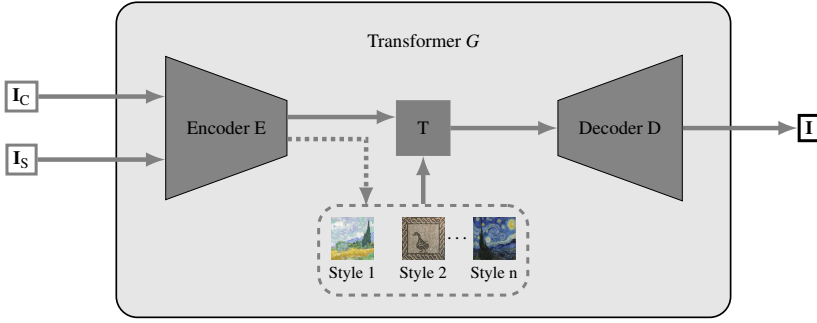 Transformer G
I_C
Encoder E
T
Decoder D
I
I_S
...
Style 1
Style 2
Style n